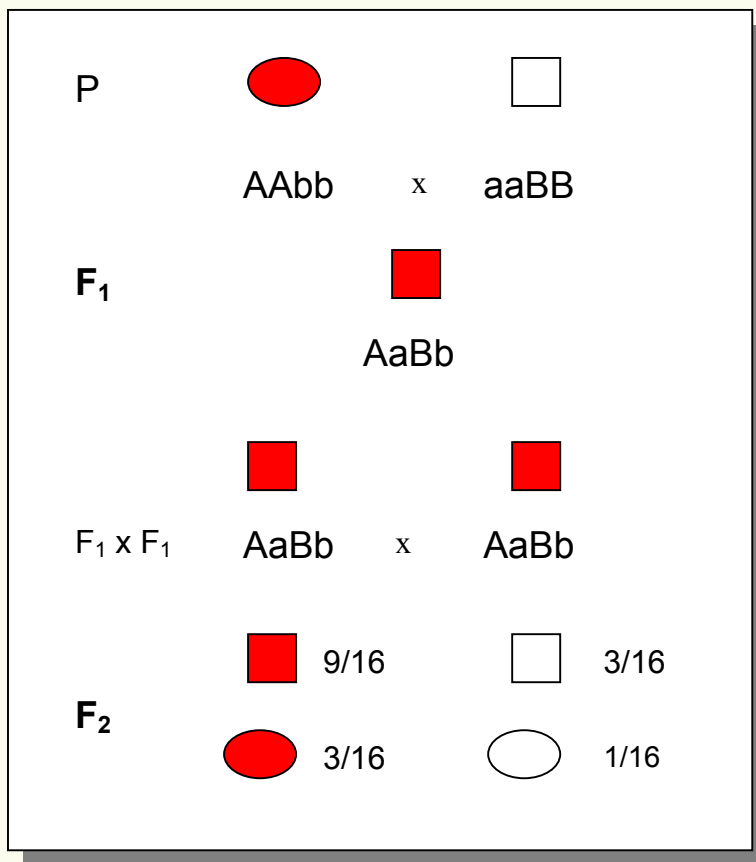 P
AAbb x aaBB
F₁
AaBb
F₁ x F₁ AaBb x AaBb
9/16 3/16
F₂
3/16 1/16